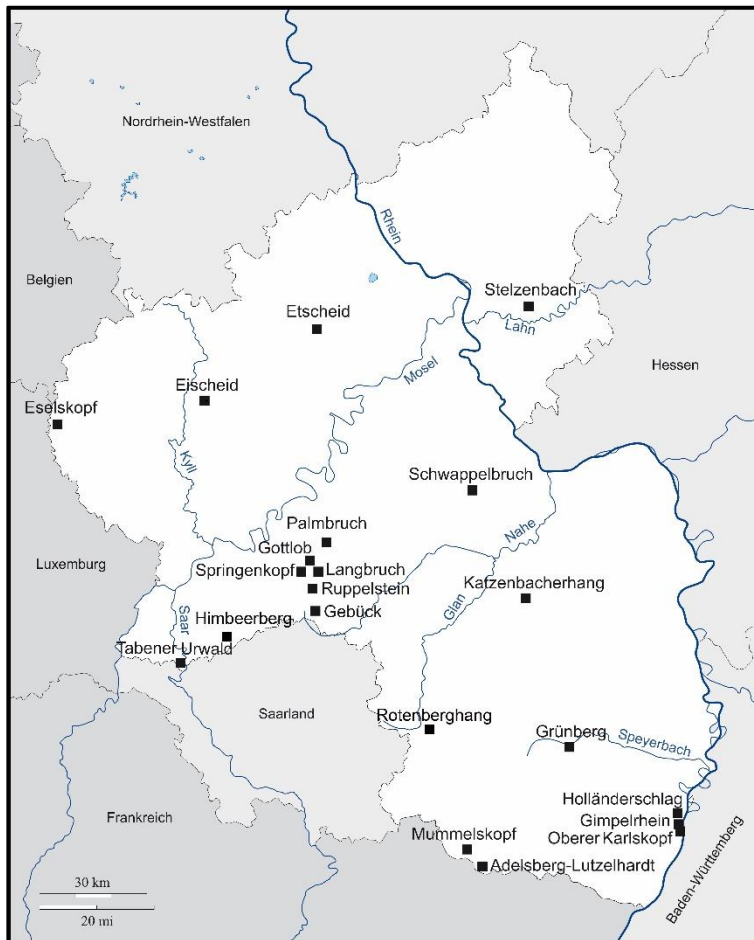 Nordrhein-Westfalen
Rhein
Belgien
Stelzenbach
Etscheid
Lahn
Mosel
Hessen
Eischeid
Eselskopf
Kyll
Schwappelbruch
Palmbruch
Nahe
Gottlob
Luxemburg
Springenkopf
Langbruch
Ruppelstein
Katzenbacherhang
Glan
Gebück
Saar
Himbeerberg
Tabener Urwald
Saarland
Rotenberghang
Grünberg
Speyerbach
Holländerschlag
Frankreich
Gimpelrhein
Mummelskopf
Oberer Karlskopf
Adelsberg-Lutzelhardt
Baden-Württemberg
30 km
20 mi